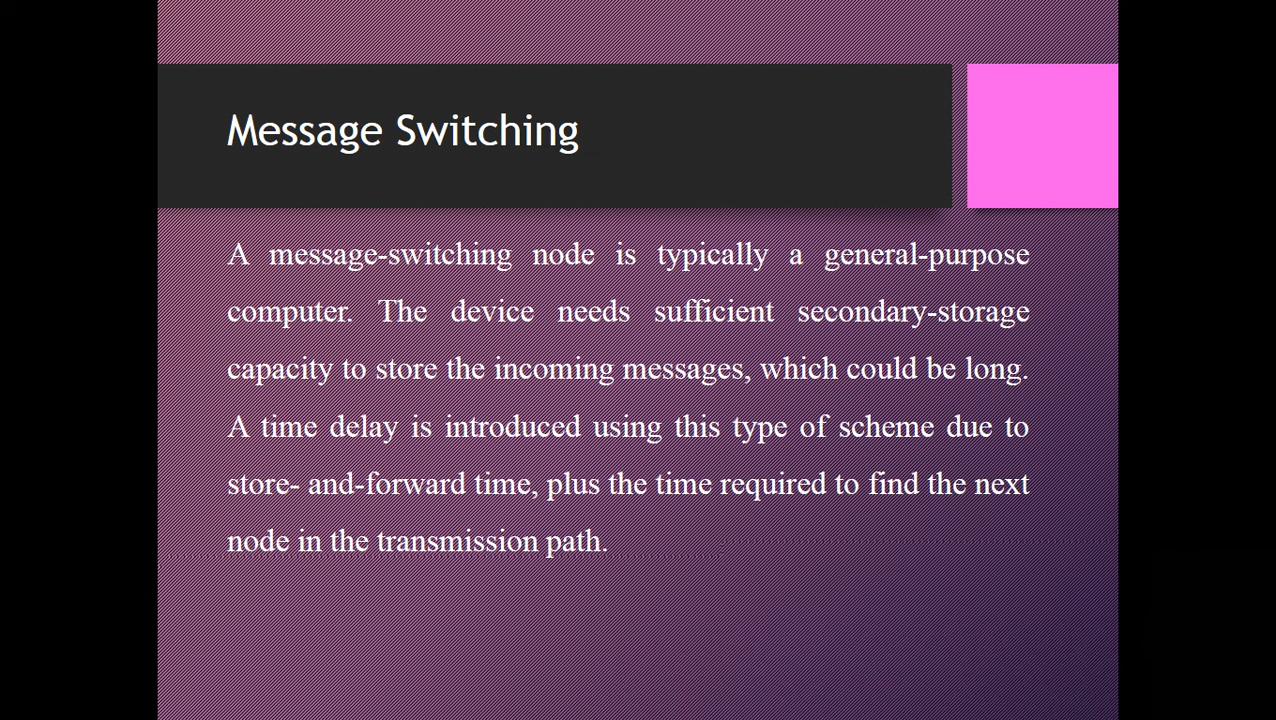 Message Switching
A message-switching node is typically a general-purpose
computer. The device needs sufficient secondary-storage
capacity to store the incoming messages, which could be long.
A time delay is introduced using this type of scheme due to
store- and-forward time, plus the time required to find the next
node in the transmission path.